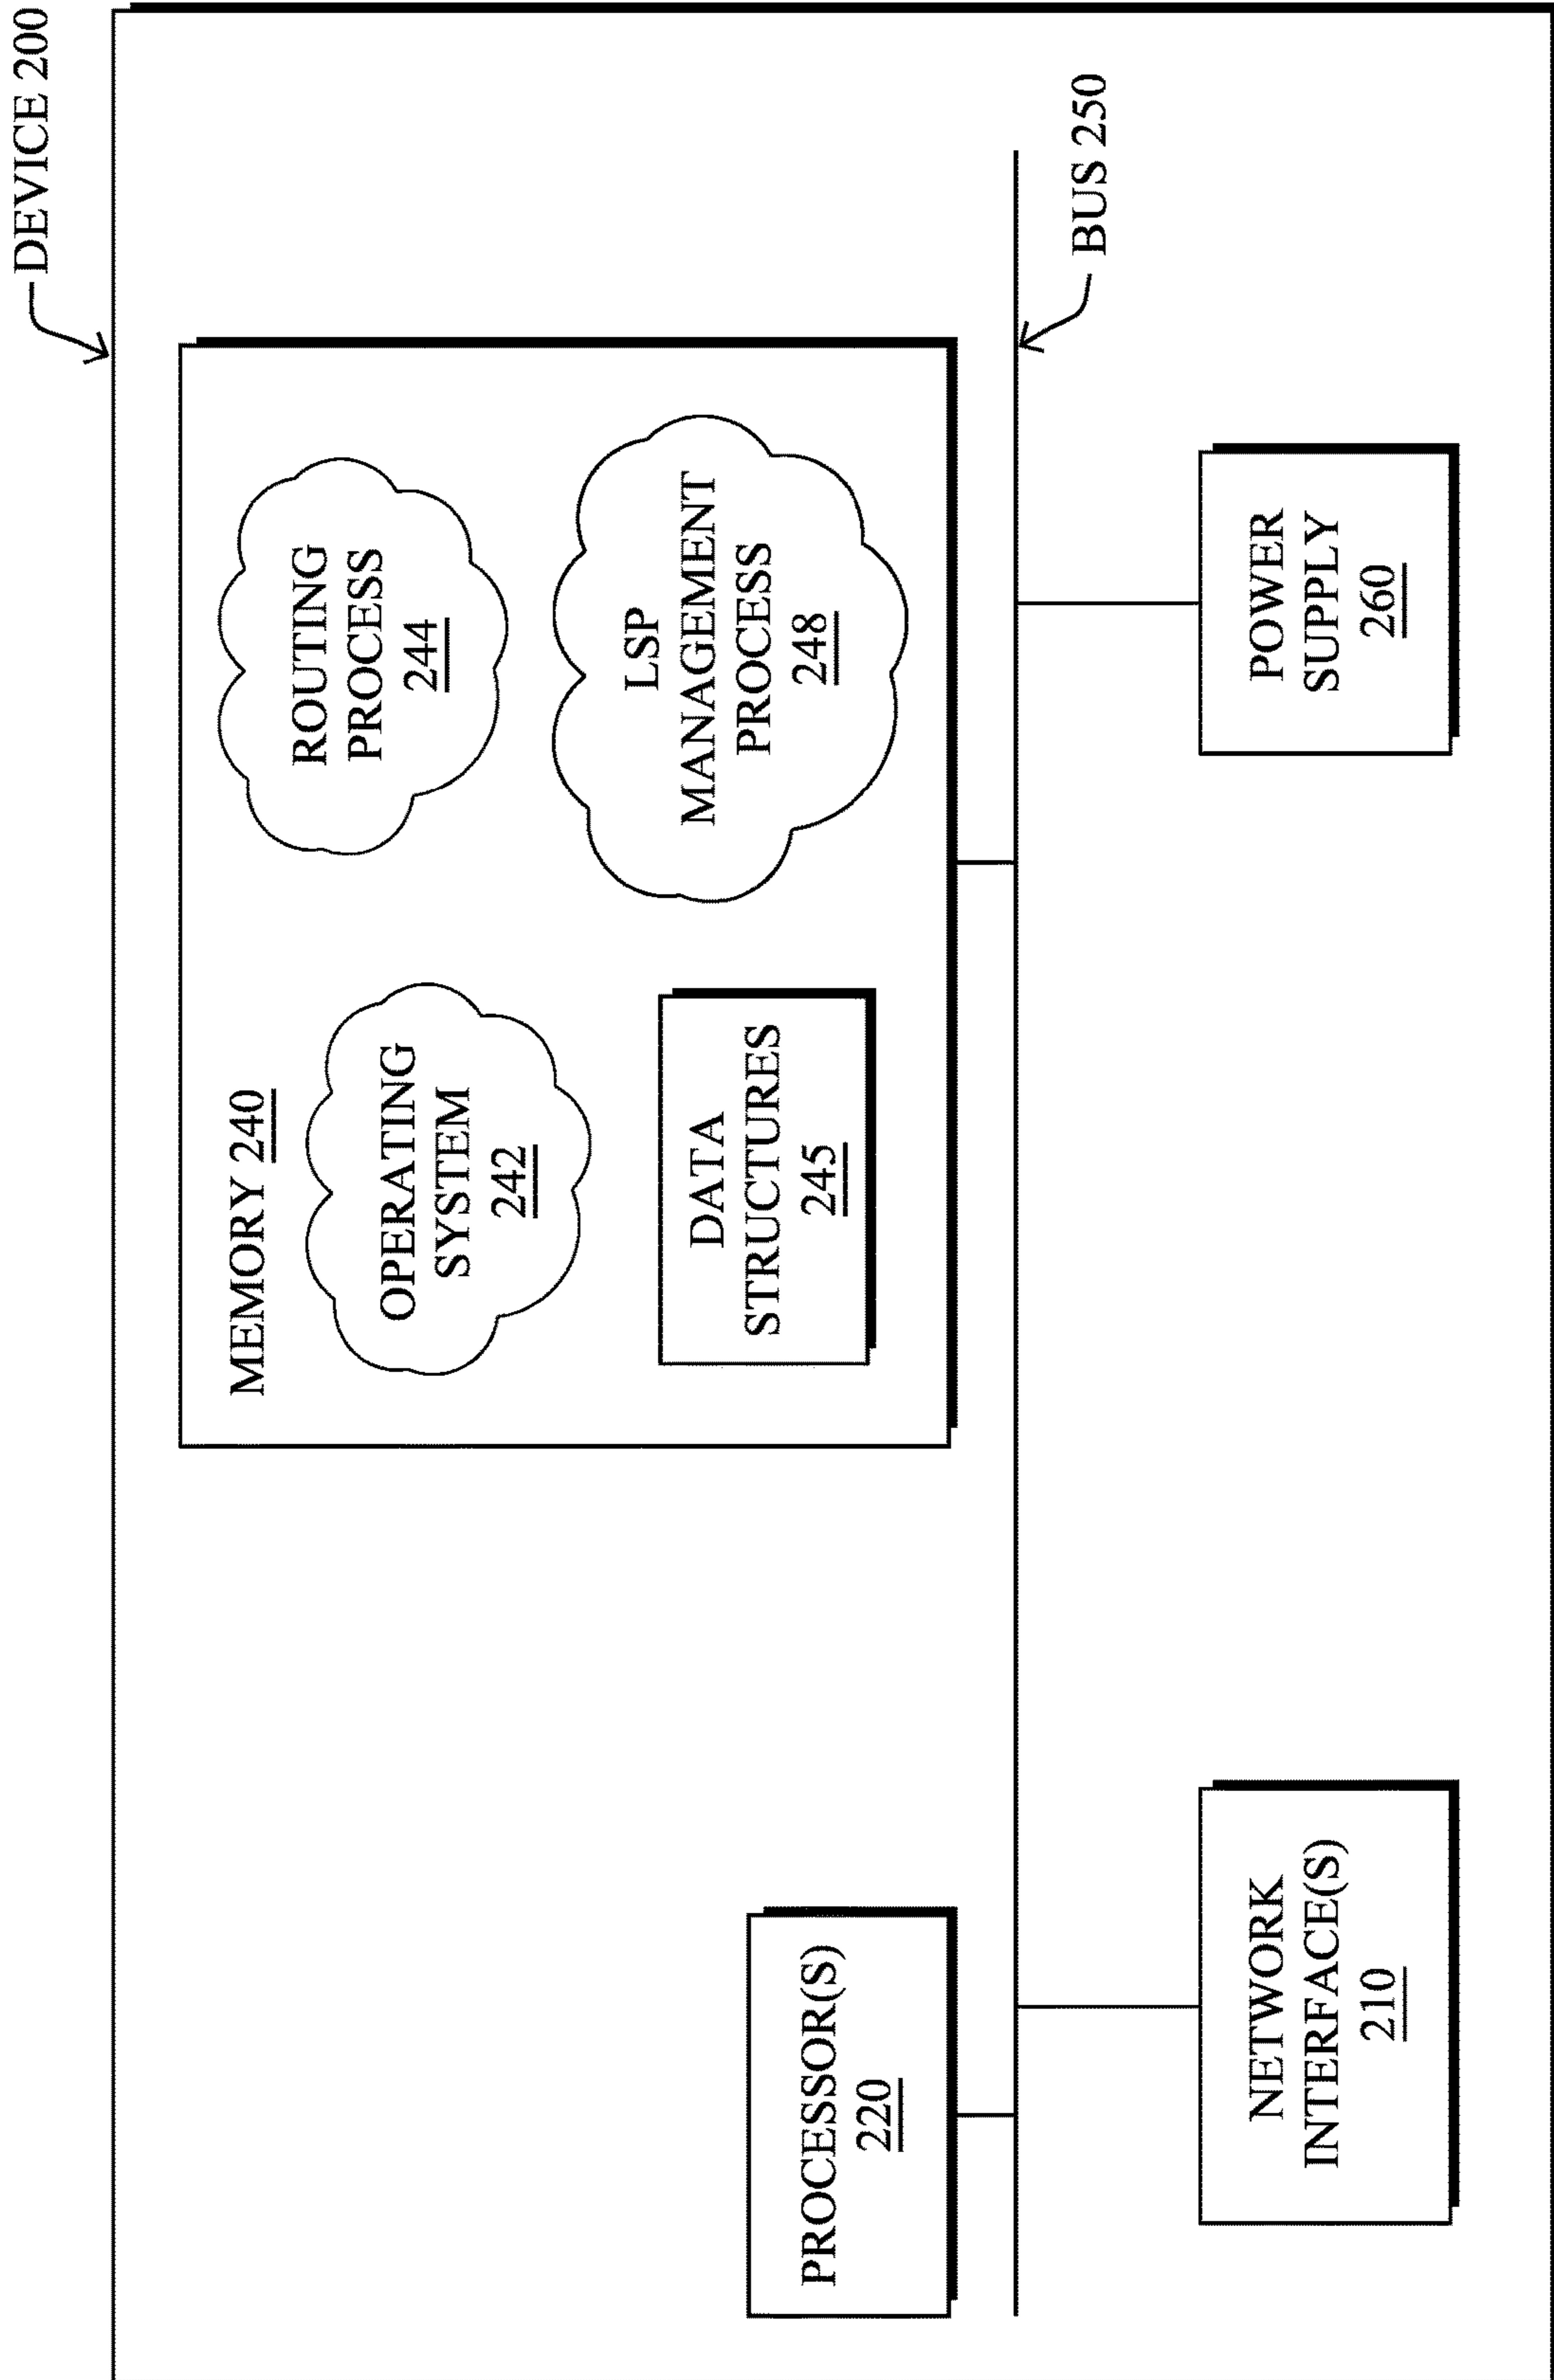 DEVICE 200
MEMORY 240
OPERATING
SYSTEM
242
ROUTING
PROCESS
244
DATA
STRUCTURES
245
LSP
MANAGEMENT
PROCESS
248
PROCESSOR(S)
220
BUS 250
NETWORK
INTERFACE(S)
210
POWER
SUPPLY
260